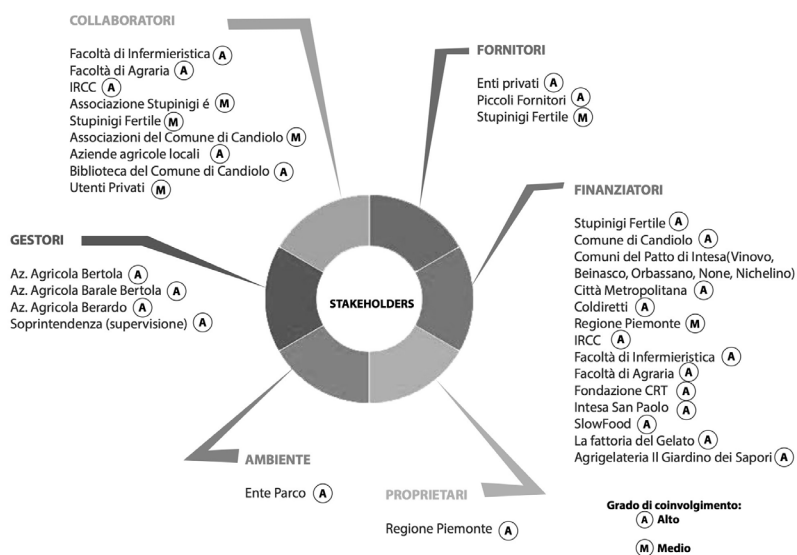 COLLABORATORI
Facoltà di Infermieristica A
Facoltà di Agraria A
IRCC A
Associazione Stupinigi é M
Stupinigi Fertile M
Associazioni del Comune di Candiolo M
Aziende agricole locali A
Biblioteca del Comune di Candiolo A
Utenti Privati M
FORNITORI
Enti privati A
Piccoli Fornitori A
Stupinigi Fertile M
FINANZIATORI
Stupinigi Fertile A
Comune di Candiolo A
Comuni del Patto di Intesa(Vinovo,
Beinasco, Orbassano, None, Nichelino)
Città Metropolitana A
Coldiretti A
Regione Piemonte M
IRCC A
Facoltà di Infermieristica A
Facoltà di Agraria A
Fondazione CRT A
Intesa San Paolo A
SlowFood A
La fattoria del Gelato A
Agrigelateria Il Giardino dei Sapori A
GESTORI
Az. Agricola Bertola A
Az. Agricola Barale Bertola A
Az. Agricola Berardo A
Soprintendenza (supervisione) A
STAKEHOLDERS
AMBIENTE
Ente Parco A
PROPRIETARI
Regione Piemonte A
Grado di coinvolgimento:
A Alto
M Medio